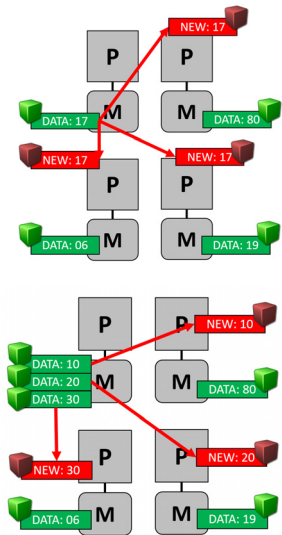 NEW: 17
P
P
DATA: 17
M
M
DATA: 80
NEW: 17
NEW: 17
P
P
DATA: 06
M
M
DATA: 19
P
P
NEW: 10
DATA: 10
DATA: 20
DATA: 30
M
M
DATA: 80
NEW: 30
P
P
NEW: 20
DATA: 06
M
M
DATA: 19